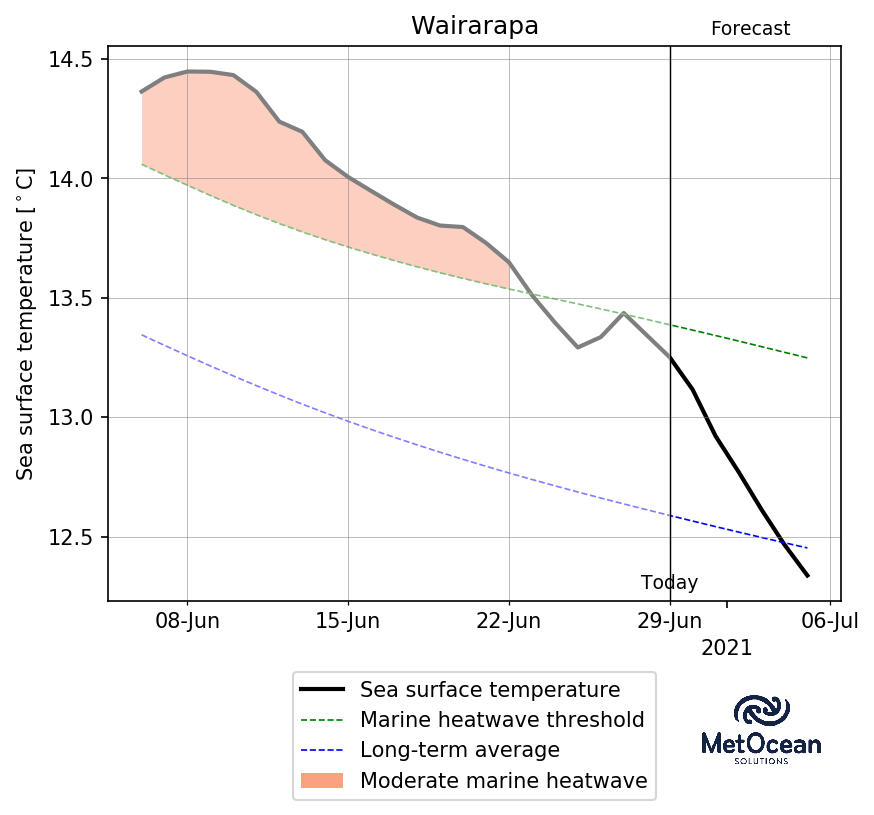 Wairarapa
Forecast
Sea surface temperature [°C]
14.5
14.0
13.5
13.0
12.5
Today
08-Jun 15-Jun 22-Jun 29-Jun 06-Jul
2021
Sea surface temperature
Marine heatwave threshold
Long-term average
Moderate marine heatwave
MetOcean
SOLUTIONS